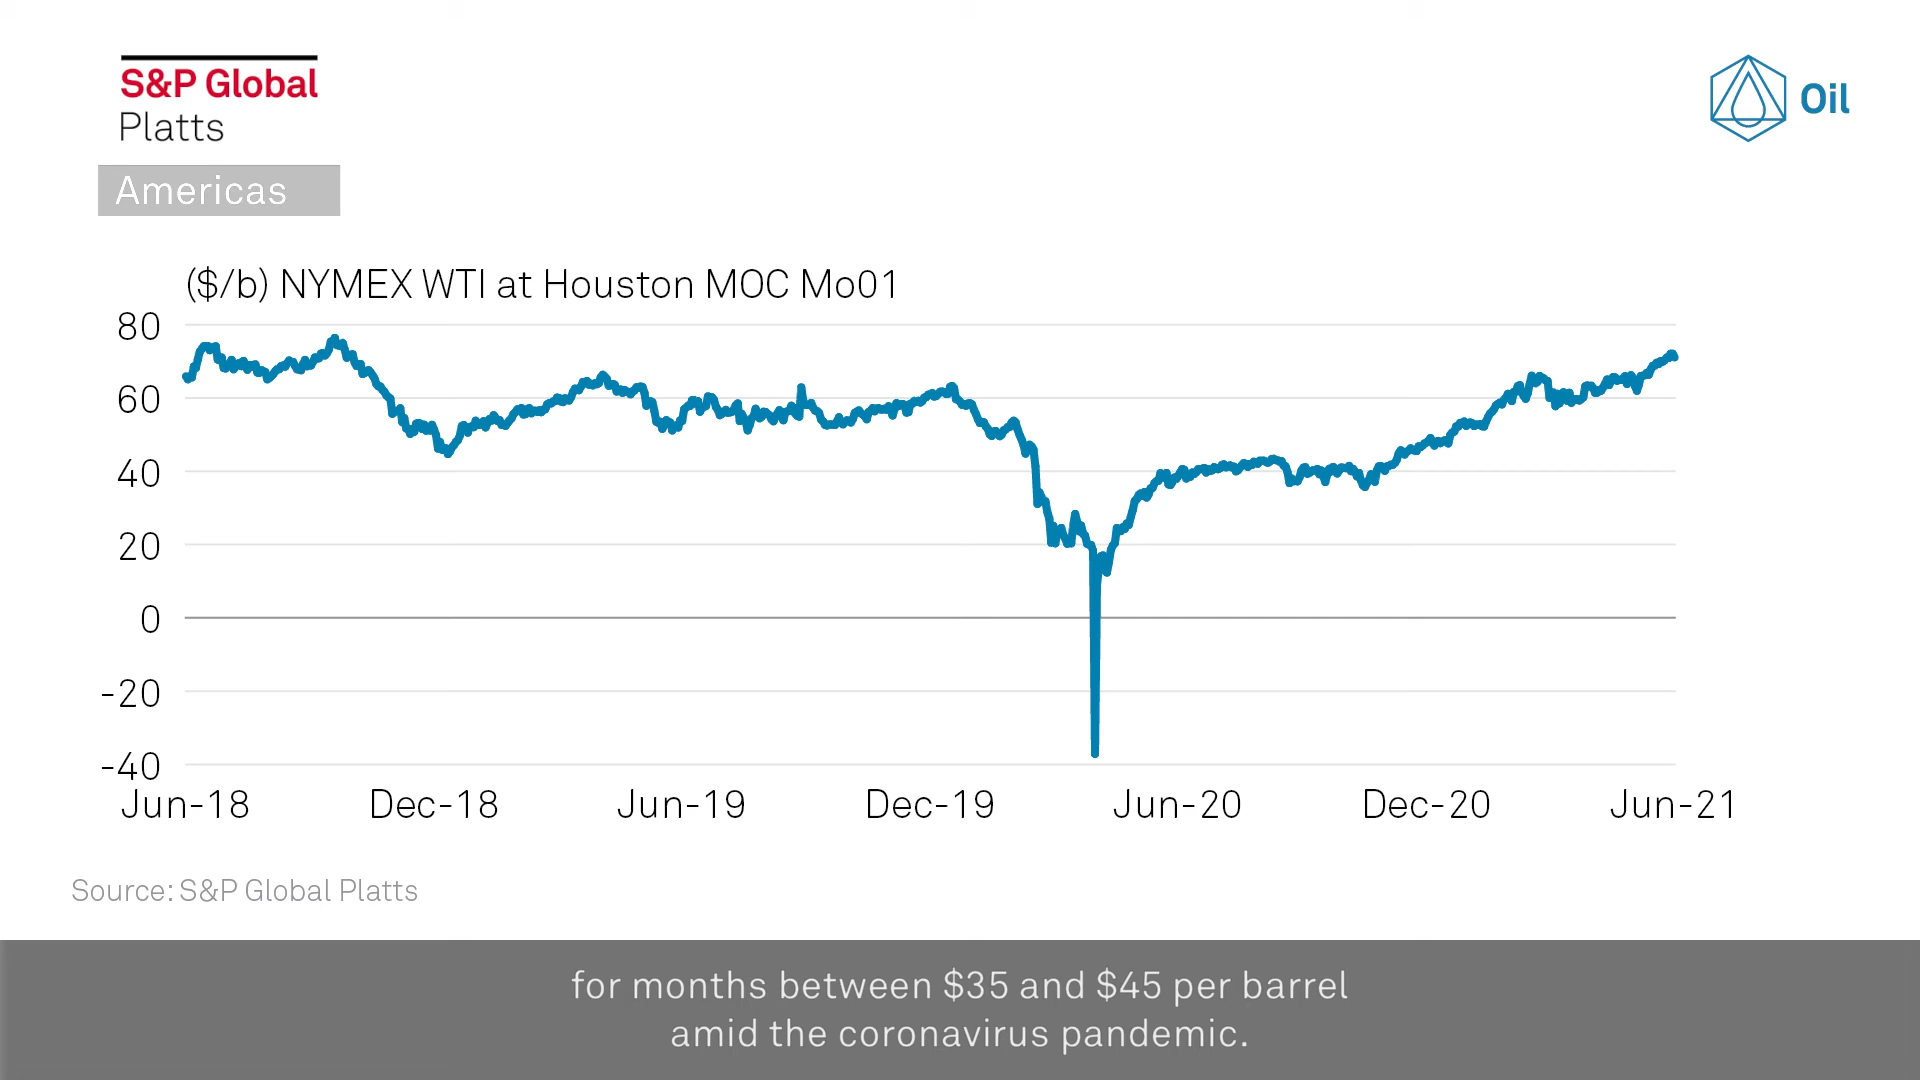 S&P Global
Platts
Oil
Americas
($/b) NYMEX WTI at Houston MOC Mo01
80
60
40
20
0
-20
-40
Jun-18 Dec-18 Jun-19 Dec-19 Jun-20 Dec-20 Jun-21
Source: S&P Global Platts
for months between $35 and $45 per barrel
amid the coronavirus pandemic.